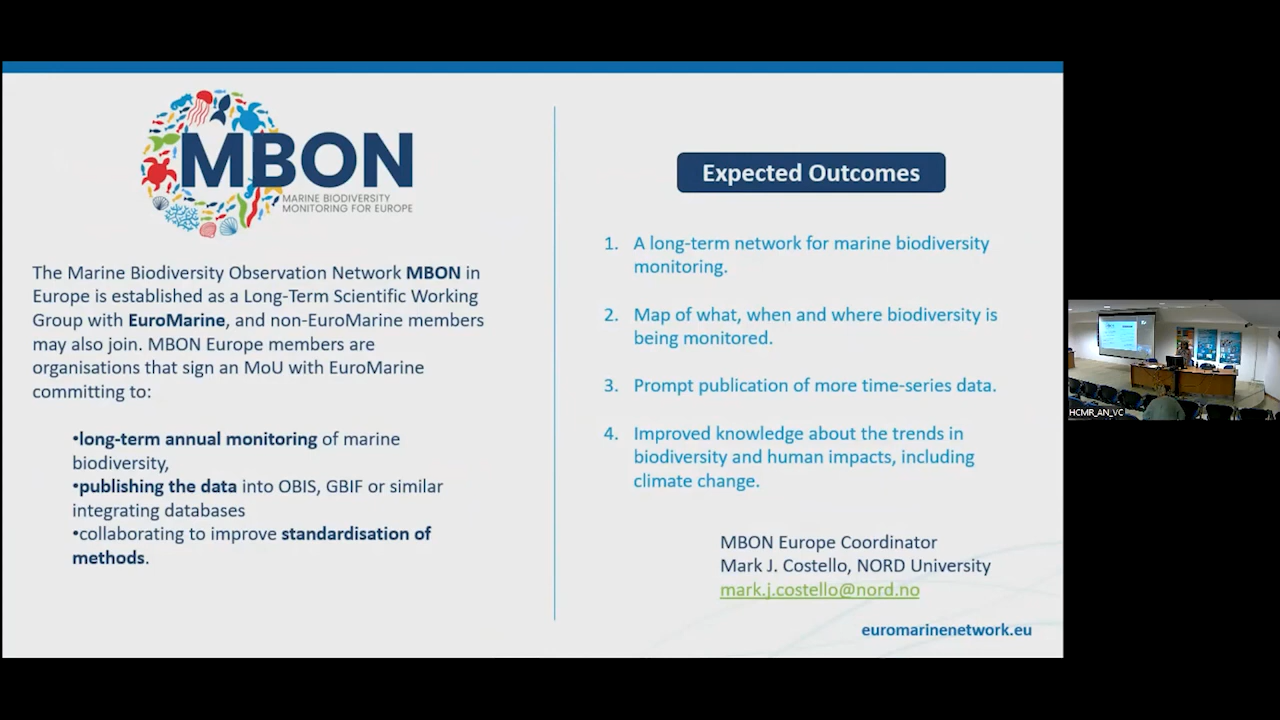 MBON
MARINE BIODIVERSITY
MONITORING FOR EUROPE
The Marine Biodiversity Observation Network MBON in
Europe is established as a Long-Term Scientific Working
Group with EuroMarine, and non-EuroMarine members
may also join. MBON Europe members are
organisations that sign an MoU with EuroMarine
committing to:
•long-term annual monitoring of marine
biodiversity,
•publishing the data into OBIS, GBIF or similar
integrating databases
•collaborating to improve standardisation of
methods.
Expected Outcomes
1. A long-term network for marine biodiversity
monitoring.
2. Map of what, when and where biodiversity is
being monitored.
3. Prompt publication of more time-series data.
4. Improved knowledge about the trends in
biodiversity and human impacts, including
climate change.
MBON Europe Coordinator
Mark J. Costello, NORD University
mark.j.costello@nord.no
euromarinenetwork.eu
HCMR_AN_VC